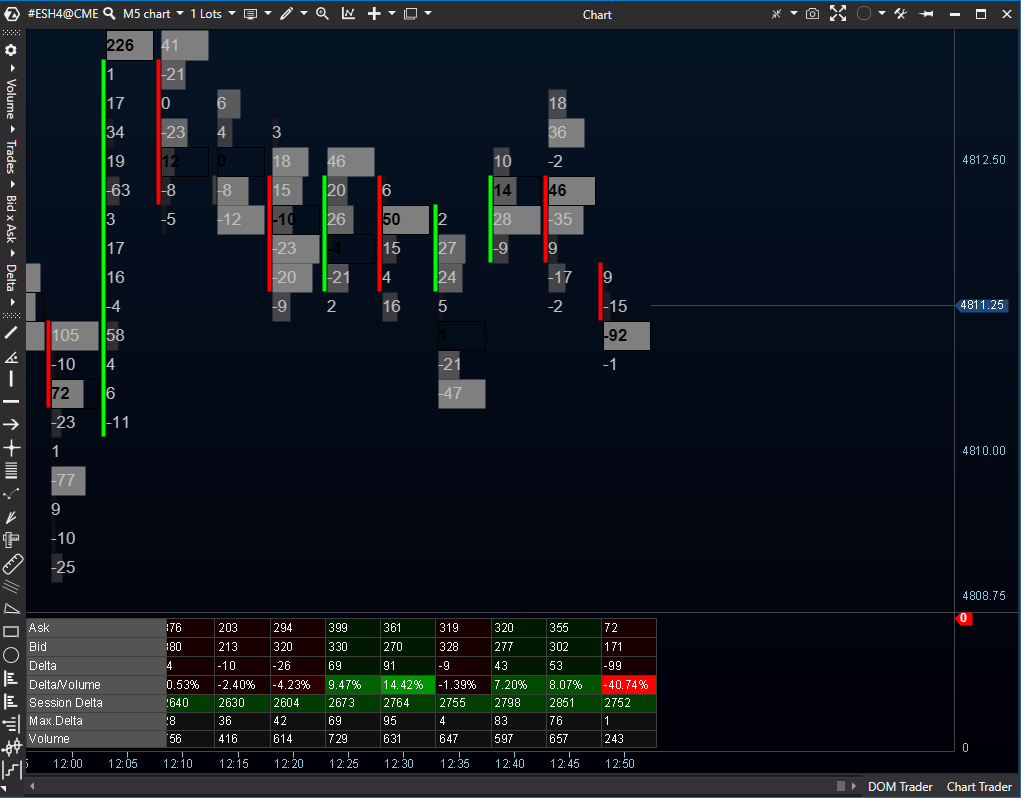 #ESH4@CME M5 chart 1 Lots Chart
Volume
Trades
Bid x Ask
Delta
226 41
1 -21
17 0 6 18
34 -23 4 3 36
19 12 0 18 46 10 -2 4812.50
-63 -8 -8 15 20 6 14 46
3 -5 -12 -10 26 50 2 28 -35
17 -23 -4 15 27 -9 9
16 -20 -21 4 24 -17 9
-4 -9 2 16 5 -2 -15 4811.25
105 58 1 -92
-10 4 -21 -1
72 6 -47
-23 -11
1 4810.00
-77
9
-10
-25
4808.75
0
Ask 376 203 294 399 361 319 320 355 72
Bid 380 213 320 330 270 328 277 302 171
Delta 4 -10 -26 69 91 -9 43 53 -99
Delta/Volume 0.53% -2.40% -4.23% 9.47% 14.42% -1.39% 7.20% 8.07% -40.74%
Session Delta 2640 2630 2604 2673 2764 2755 2798 2851 2752
Max.Delta 8 36 42 69 95 4 83 76 1
Volume 56 416 614 729 631 647 597 657 243
0
12:00 12:05 12:10 12:15 12:20 12:25 12:30 12:35 12:40 12:45 12:50
DOM Trader Chart Trader